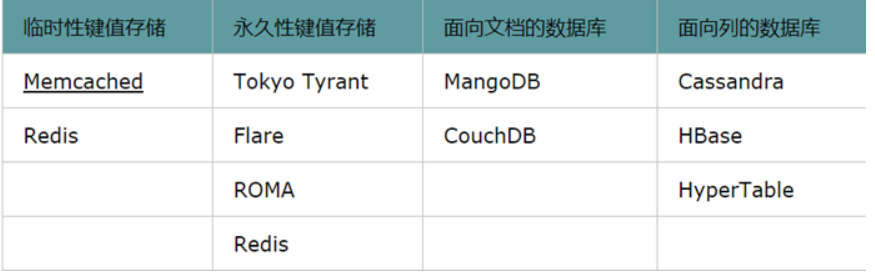 临时性键值存储 永久性键值存储 面向文档的数据库 面向列的数据库
Memcached Tokyo Tyrant MangoDB Cassandra
Redis Flare CouchDB HBase
ROMA HyperTable
Redis